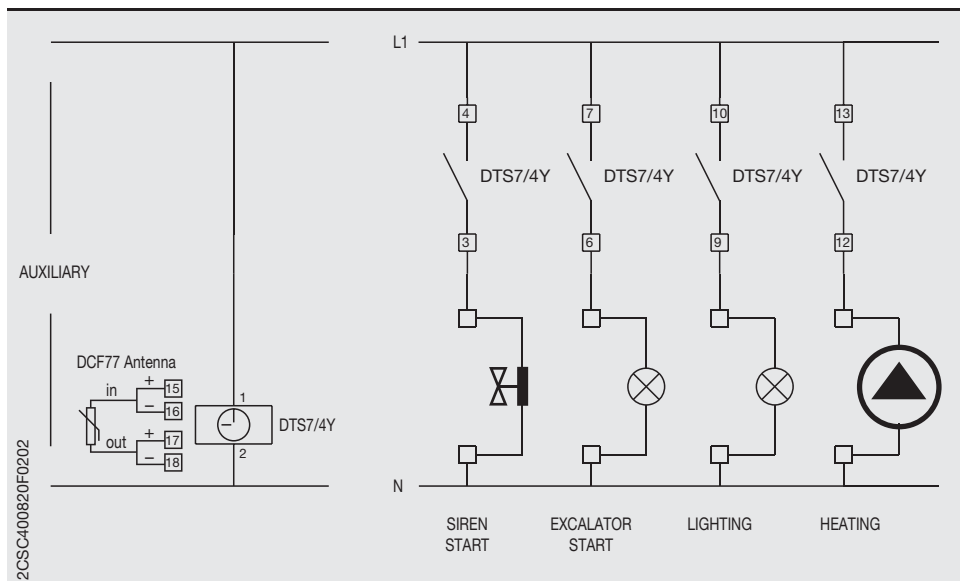 L1
4 7 10 13
DTS7/4Y DTS7/4Y DTS7/4Y DTS7/4Y
3 6 9 12
AUXILIARY
DCF77 Antenna
in + 15
− 16
out + 17
− 18
1
DTS7/4Y
2
N
SIREN START
EXCALATOR START
LIGHTING
HEATING
2CSC400820F0202